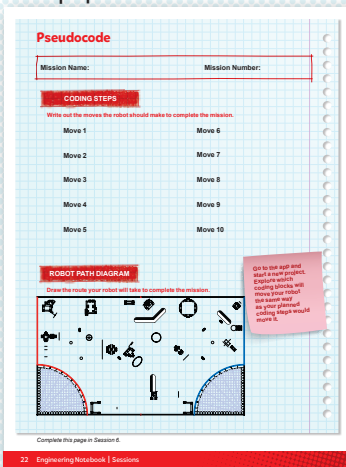 Pseudocode
Mission Name: Mission Number:
CODING STEPS
Write out the moves the robot should make to complete the mission.
Move 1 Move 6
Move 2 Move 7
Move 3 Move 8
Move 4 Move 9
Move 5 Move 10
ROBOT PATH DIAGRAM
Draw the route your robot will take to complete the mission.
Go to the app and
start a new project.
Explore which
coding blocks will
move your robot
the same way
as your planned
coding steps would
move it.
Complete this page in Session 6.
22 Engineering Notebook | Sessions